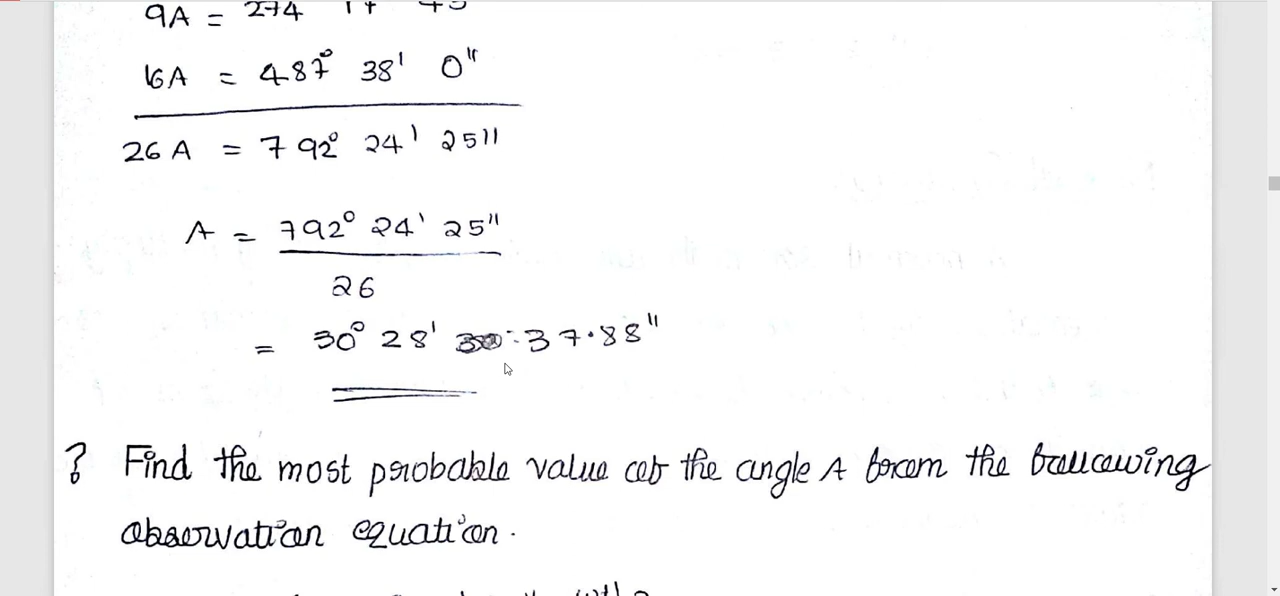 9A = 274
16A = 487° 38' 0"
26 A = 792° 24' 25"
A = 792° 24' 25"
26
= 30° 28' 37.88"
? Find the most probable value of the angle A from the following
observation equation.